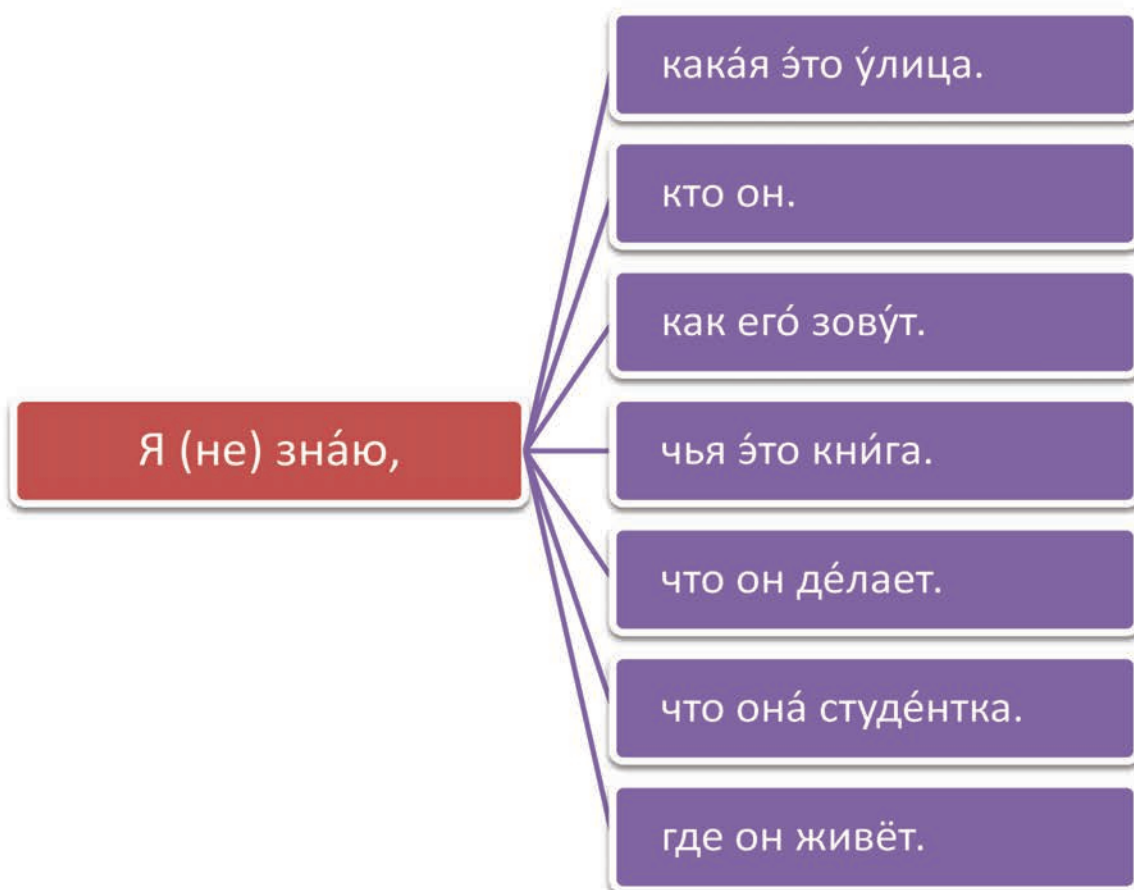 Я (не) зна́ю,
кака́я э́то у́лица.
кто он.
как его́ зову́т.
чья э́то кни́га.
что он де́лает.
что она́ студе́нтка.
где он живёт.